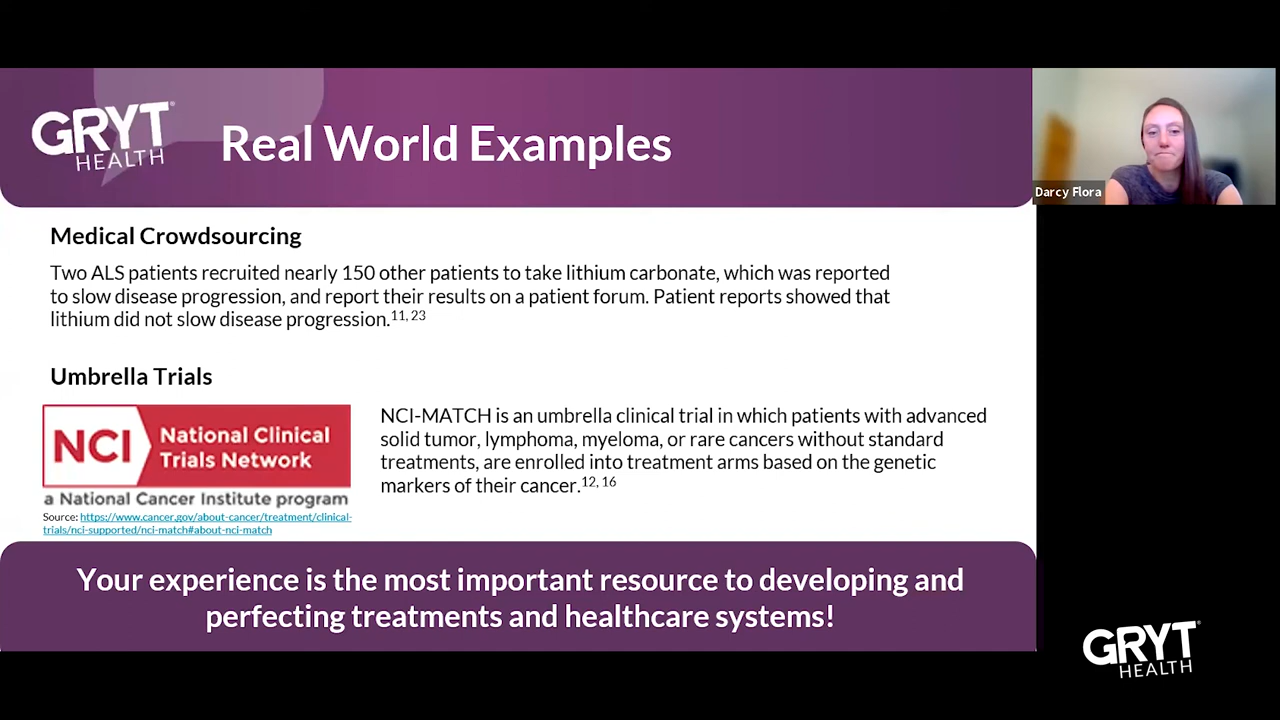 GRYT
HEALTH
Real World Examples
Darcy Flora
Medical Crowdsourcing
Two ALS patients recruited nearly 150 other patients to take lithium carbonate, which was reported
to slow disease progression, and report their results on a patient forum. Patient reports showed that
lithium did not slow disease progression.11, 23
Umbrella Trials
NCI National Clinical
Trials Network
a National Cancer Institute program
Source: https://www.cancer.gov/about-cancer/treatment/clinical-
trials/nci-supported/nci-match#about-nci-match
NCI-MATCH is an umbrella clinical trial in which patients with advanced
solid tumor, lymphoma, myeloma, or rare cancers without standard
treatments, are enrolled into treatment arms based on the genetic
markers of their cancer.12, 16
Your experience is the most important resource to developing and
perfecting treatments and healthcare systems!
GRYT
HEALTH